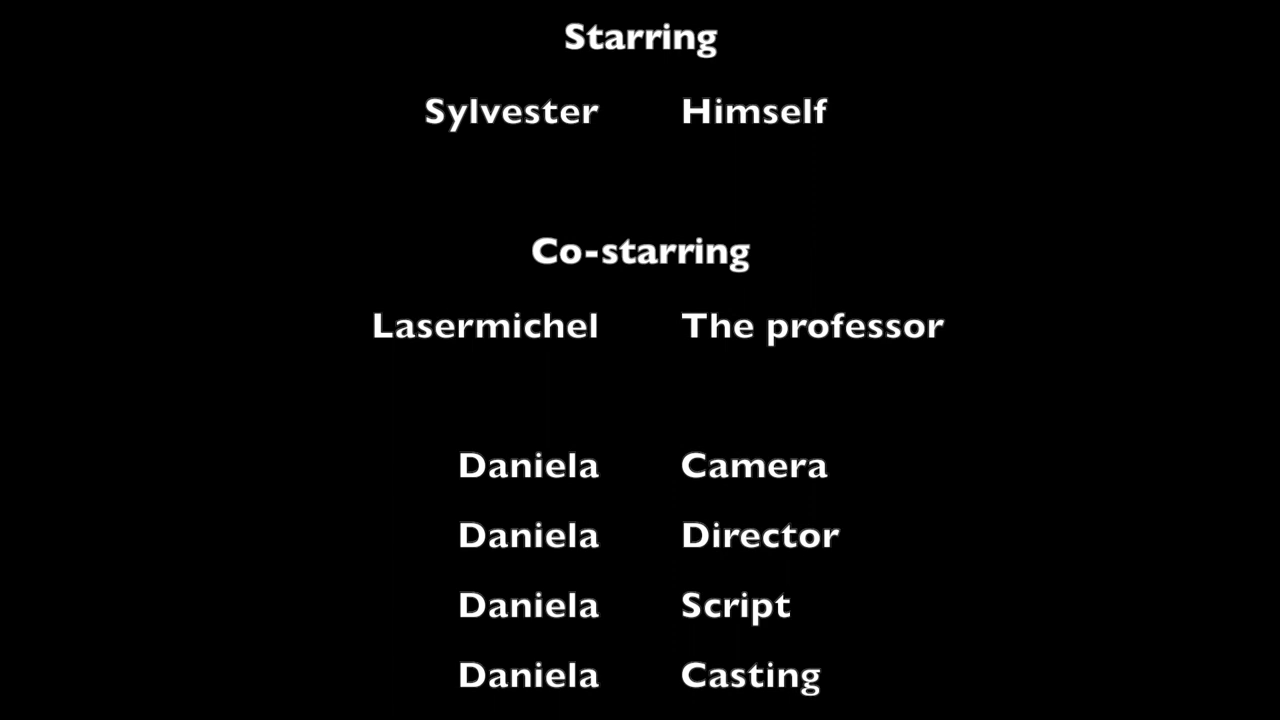 Starring
Sylvester Himself
Co-starring
Lasermichel The professor
Daniela Camera
Daniela Director
Daniela Script
Daniela Casting